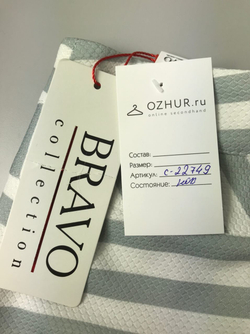 BRAVO
collection
OZHUR.ru
online secondhand
Состав:
Размер:
Артикул: с-22749
Состояние: